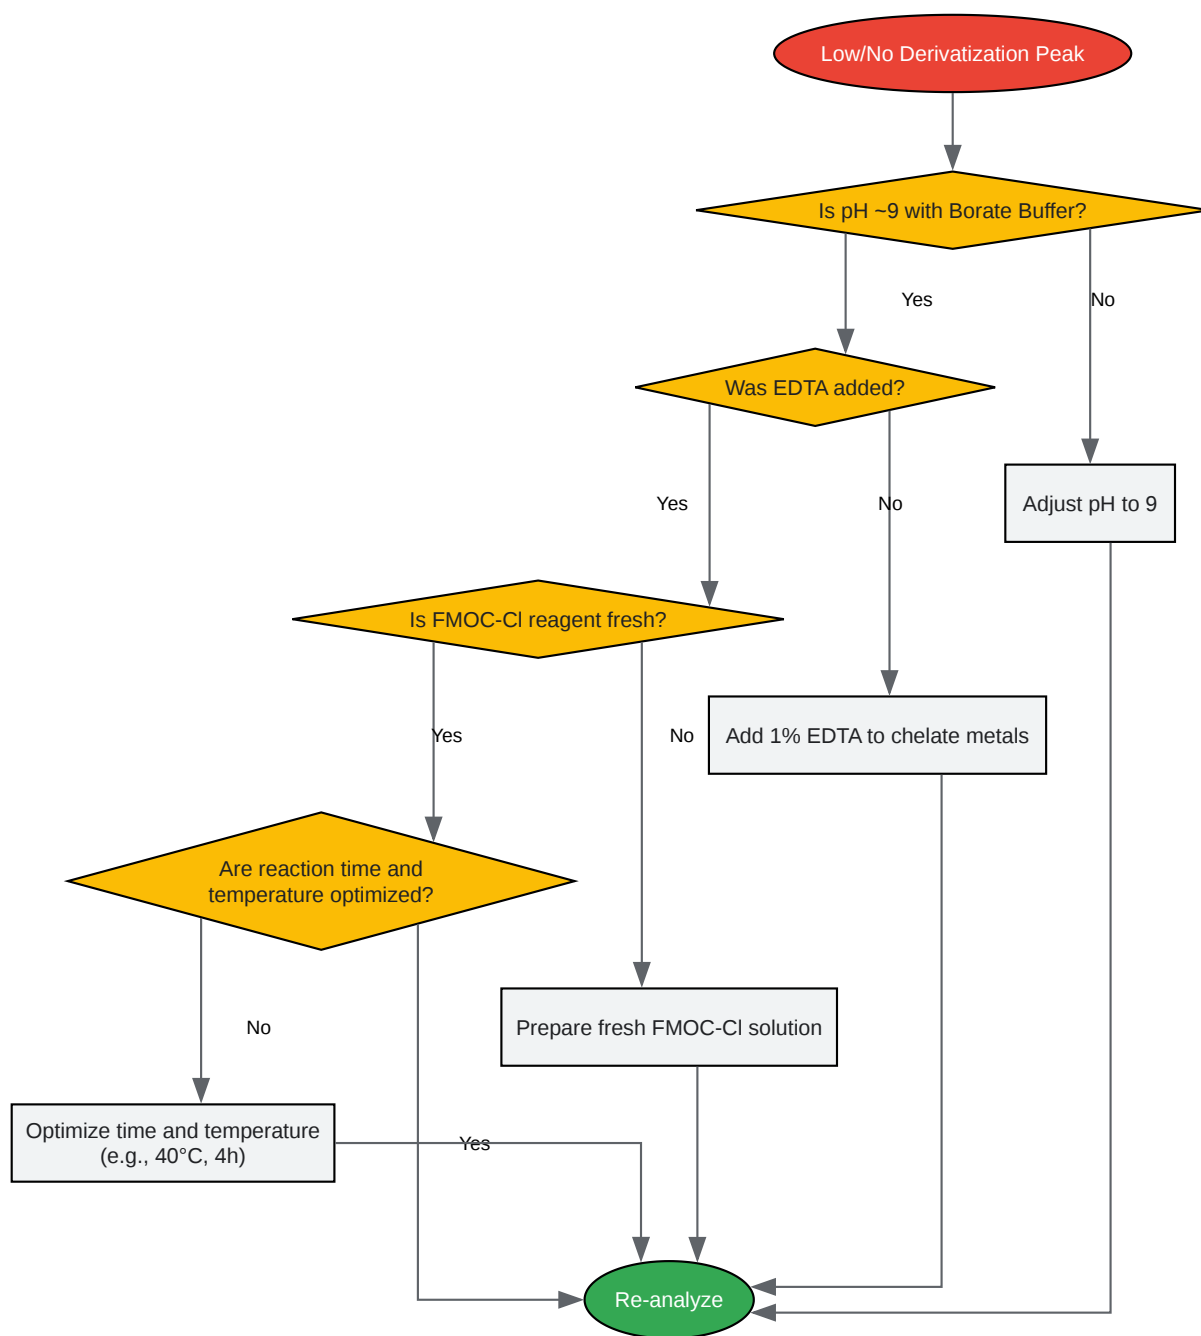 Low/No Derivatization Peak
Is pH ~9 with Borate Buffer?
Yes
No
Was EDTA added?
Yes
No
Adjust pH to 9
Is FMOC-Cl reagent fresh?
Yes
No
Add 1% EDTA to chelate metals
Are reaction time and
temperature optimized?
No
Prepare fresh FMOC-Cl solution
Optimize time and temperature
(e.g., 40°C, 4h)
Yes
Re-analyze